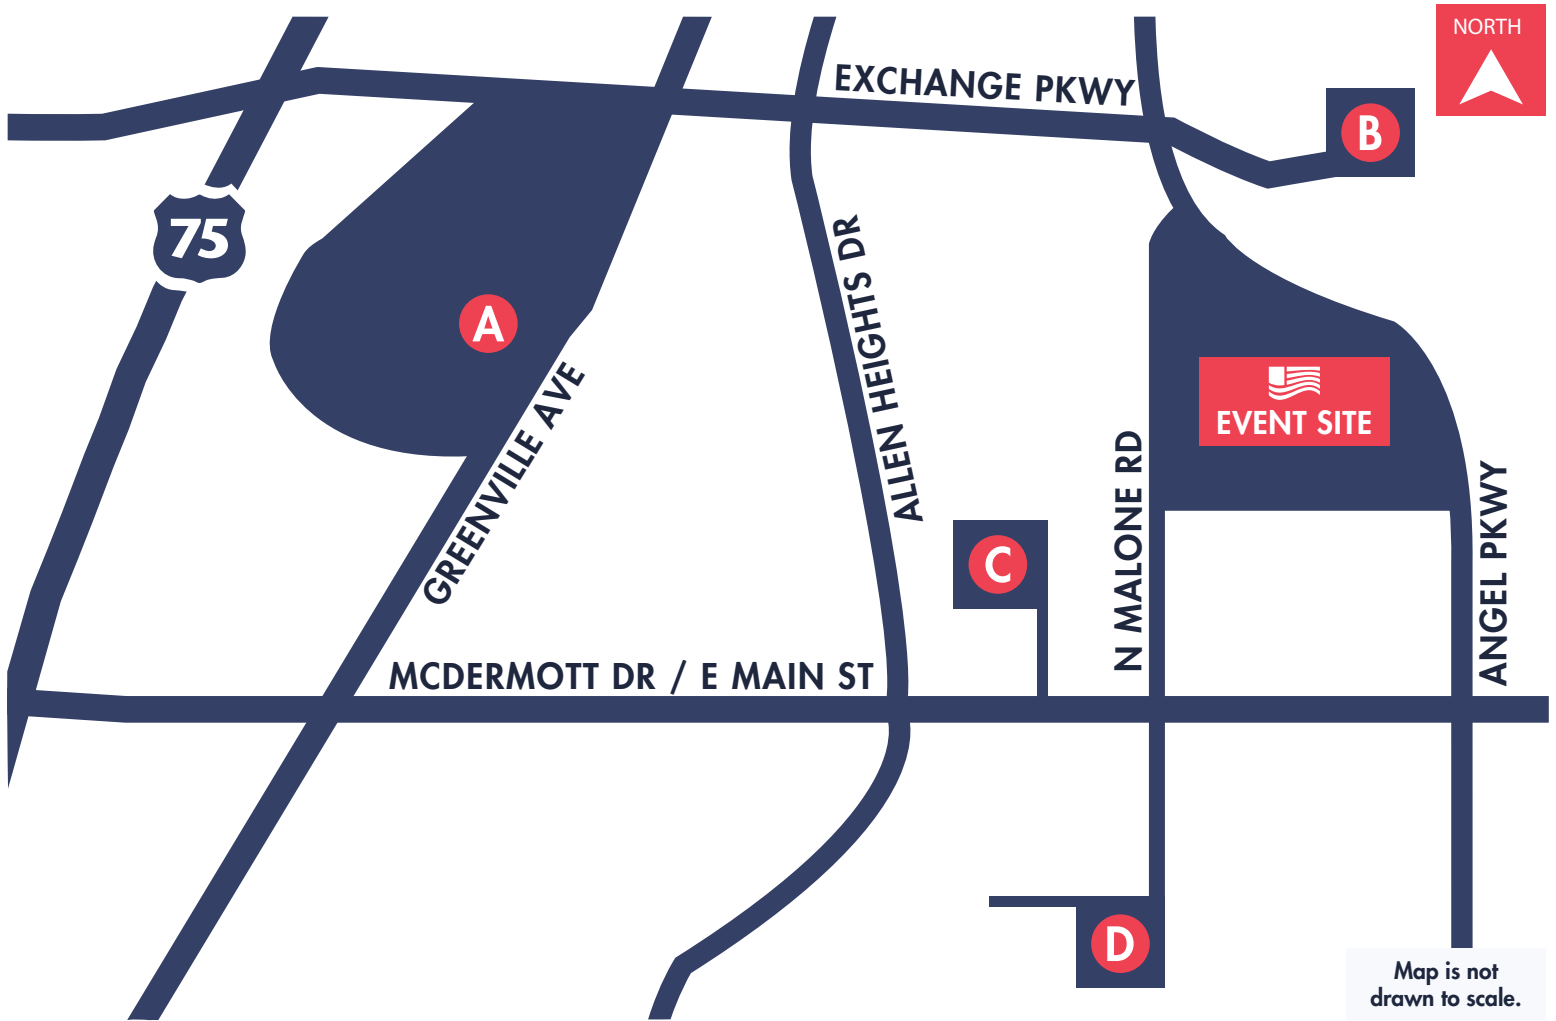 NORTH
EXCHANGE PKWY
B
75
ALLEN HEIGHTS DR
A
GREENVILLE AVE
EVENT SITE
N MALONE RD
ANGEL PKWY
C
MCDERMOTT DR / E MAIN ST
D
Map is not
drawn to scale.